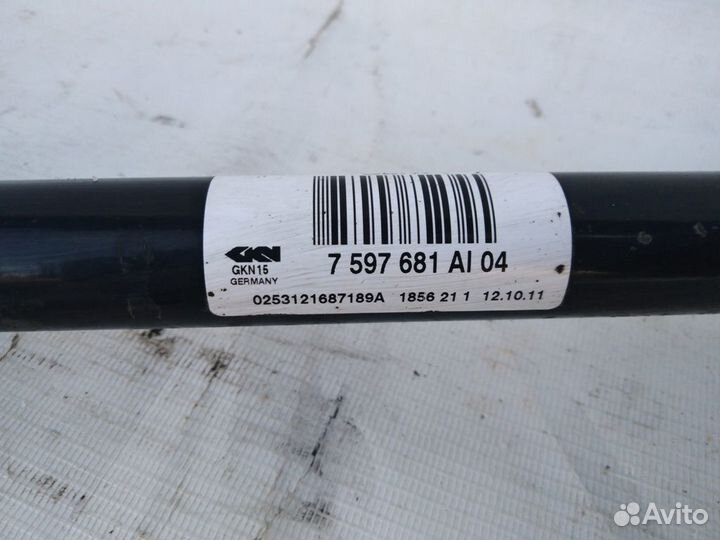 GKN
7 597 681 AI 04
GKN15
GERMANY
0253121687189A 1856 21 1 12.10.11
Avito